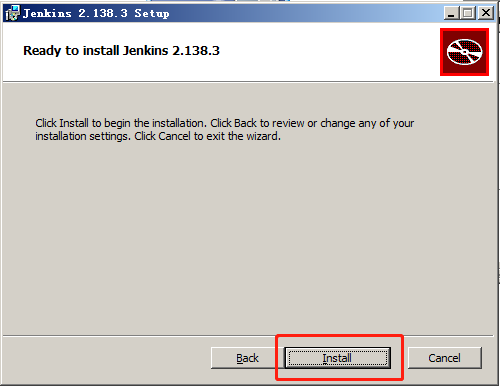 Jenkins 2.138.3 Setup
Ready to install Jenkins 2.138.3
Click Install to begin the installation. Click Back to review or change any of your
installation settings. Click Cancel to exit the wizard.
Back Install Cancel